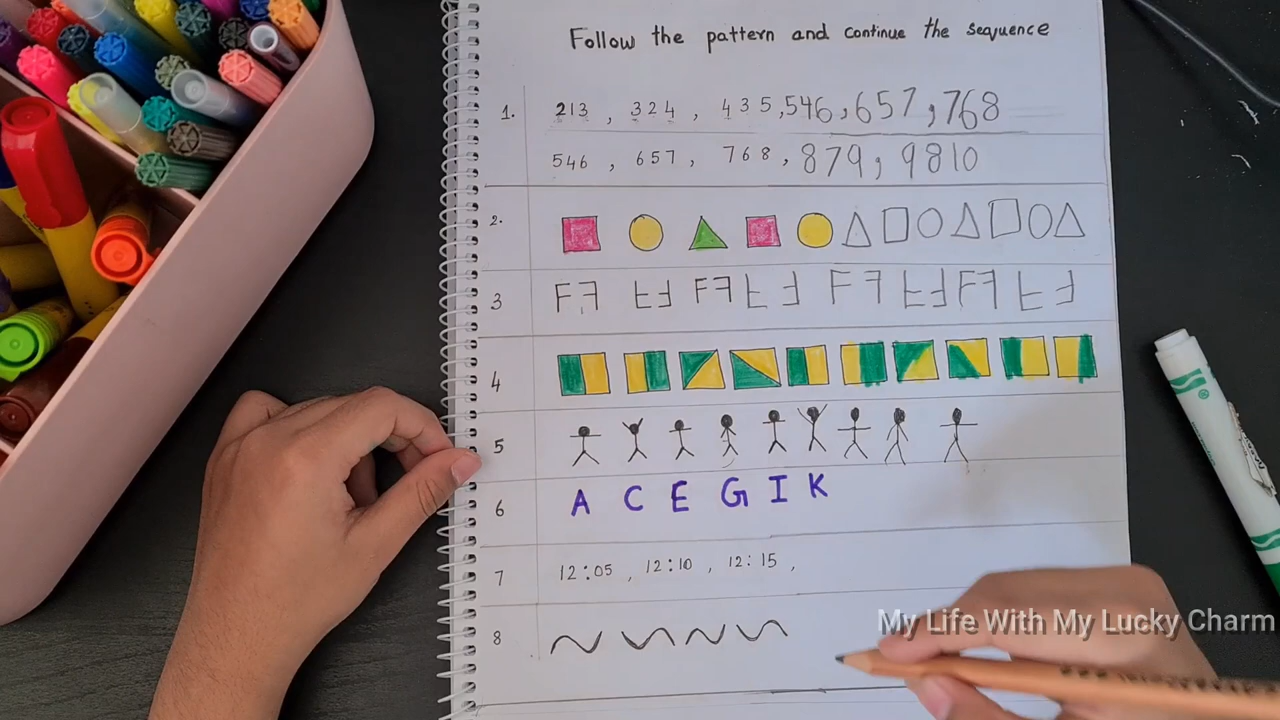 Follow the pattern and continue the sequence
1. 213 , 324 , 435 , 546 , 657 , 768
546 , 657 , 768 , 879 , 9810
2.
3 F
4
5
6 A C E G I K
7 12:05 , 12:10 , 12:15 ,
8
My Life With My Lucky Charm